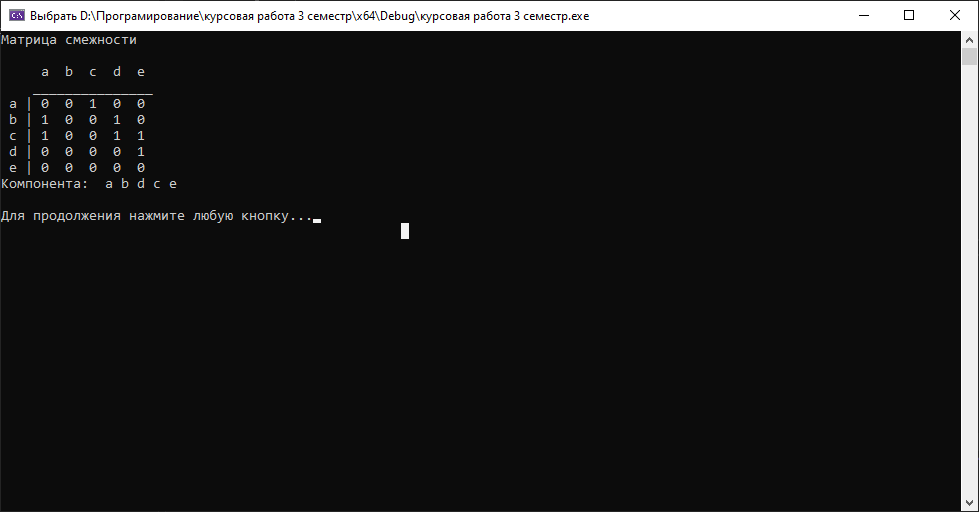 Выбрать D:\Програмирование\курсовая работа 3 семестр\x64\Debug\курсовая работа 3 семестр.exe
Матрица смежности
a b c d e
_______________
a | 0 0 1 0 0
b | 1 0 0 1 0
c | 1 0 0 1 1
d | 0 0 0 0 1
e | 0 0 0 0 0
Компонента: a b d c e
Для продолжения нажмите любую кнопку...